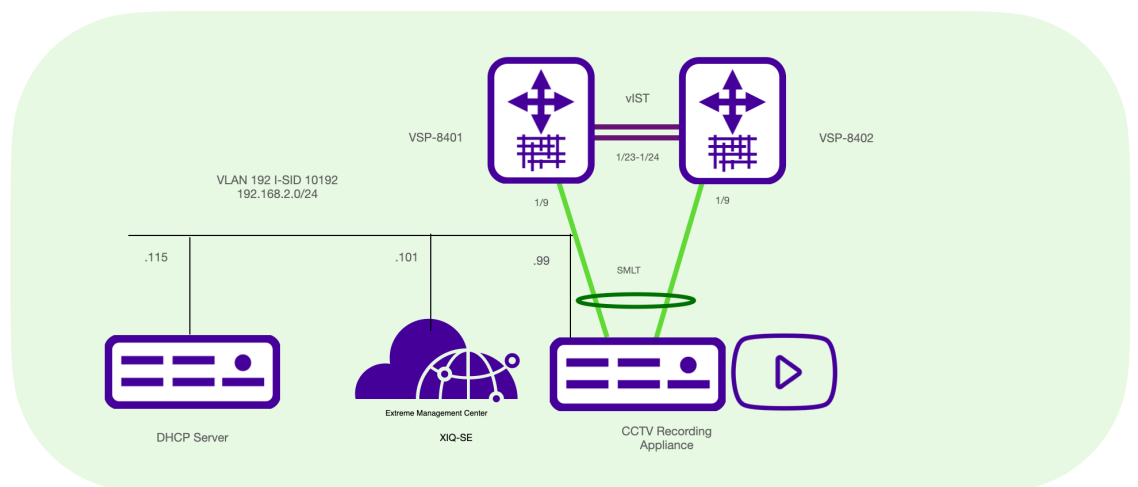 vIST
VSP-8401
VSP-8402
1/23-1/24
VLAN 192 I-SID 10192
192.168.2.0/24
1/9
1/9
.115
.101
.99
SMLT
Extreme Management Center
DHCP Server
XIQ-SE
CCTV Recording
Appliance